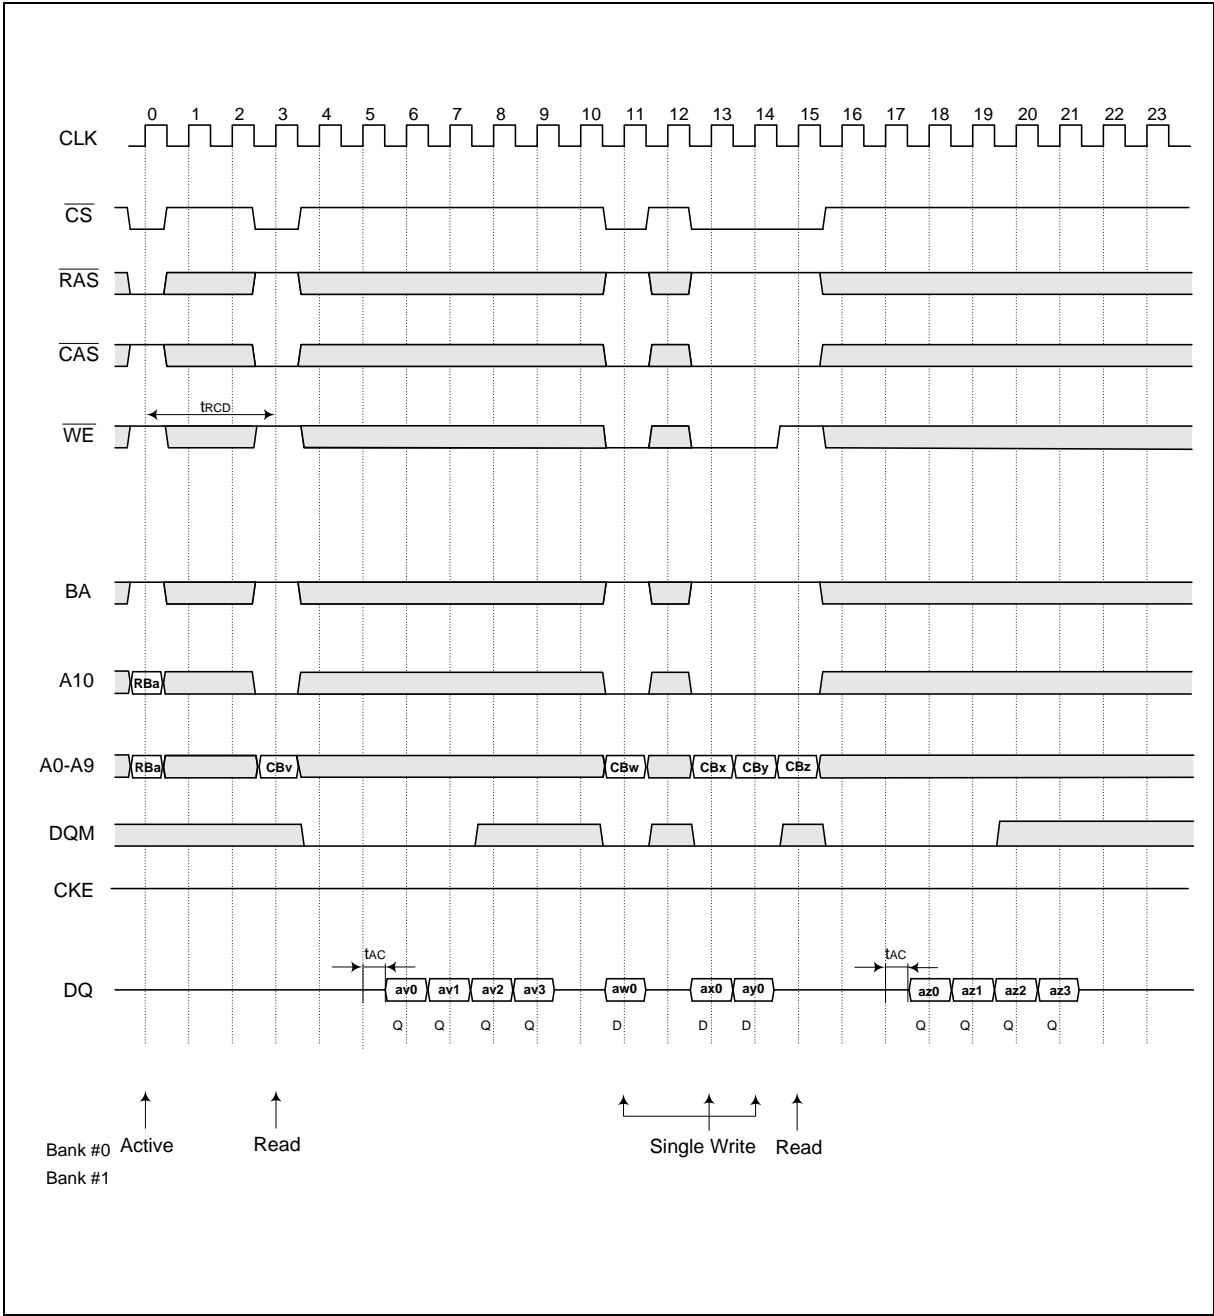 0 1 2 3 4 5 6 7 8 9 10 11 12 13 14 15 16 17 18 19 20 21 22 23
CLK
CS
RAS
CAS
tRCD
WE
BA
A10 RBa
A0-A9 RBa CBv CBw CBx CBy CBz
DQM
CKE
tAC tAC
DQ av0 av1 av2 av3 aw0 ax0 ay0 az0 az1 az2 az3
Q Q Q Q D D D Q Q Q Q
Bank #0 Active Read Single Write Read
Bank #1